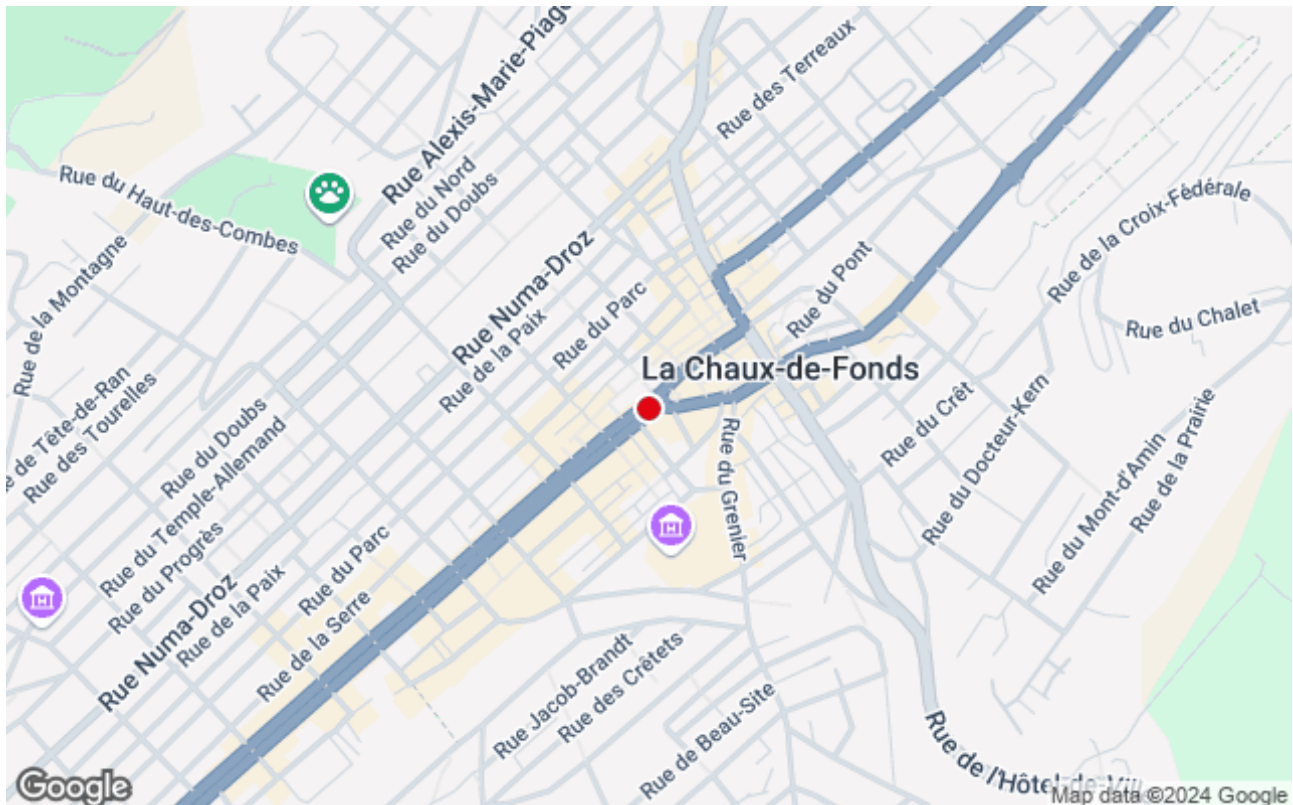 Rue Alexis-Marie-Piage
Rue des Terreaux
Rue du Haut-des-Combes
Rue du Nord
Rue du Doubs
Rue de la Croix-Fédérale
Rue de la Montagne
Rue Numa-Droz
Rue du Parc
Rue du Pont
Rue du Chalet
Rue de la Paix
La Chaux-de-Fonds
e de Tête-de-Ran
Rue des Tourelles
Rue du Doubs
Rue du Temple-Allemand
Rue du Crêt
Rue du Docteur-Kern
Rue du Mont-d'Amin
Rue de la Prairie
Rue du Grenier
Rue du Progrès
Rue du Parc
Rue de la Paix
Rue Numa-Droz
Rue de la Serre
Rue Jacob-Brandt
Rue des Crêtets
Rue de Beau-Site
Rue de l'Hôtel-de-Vill
Google
Map data ©2024 Google